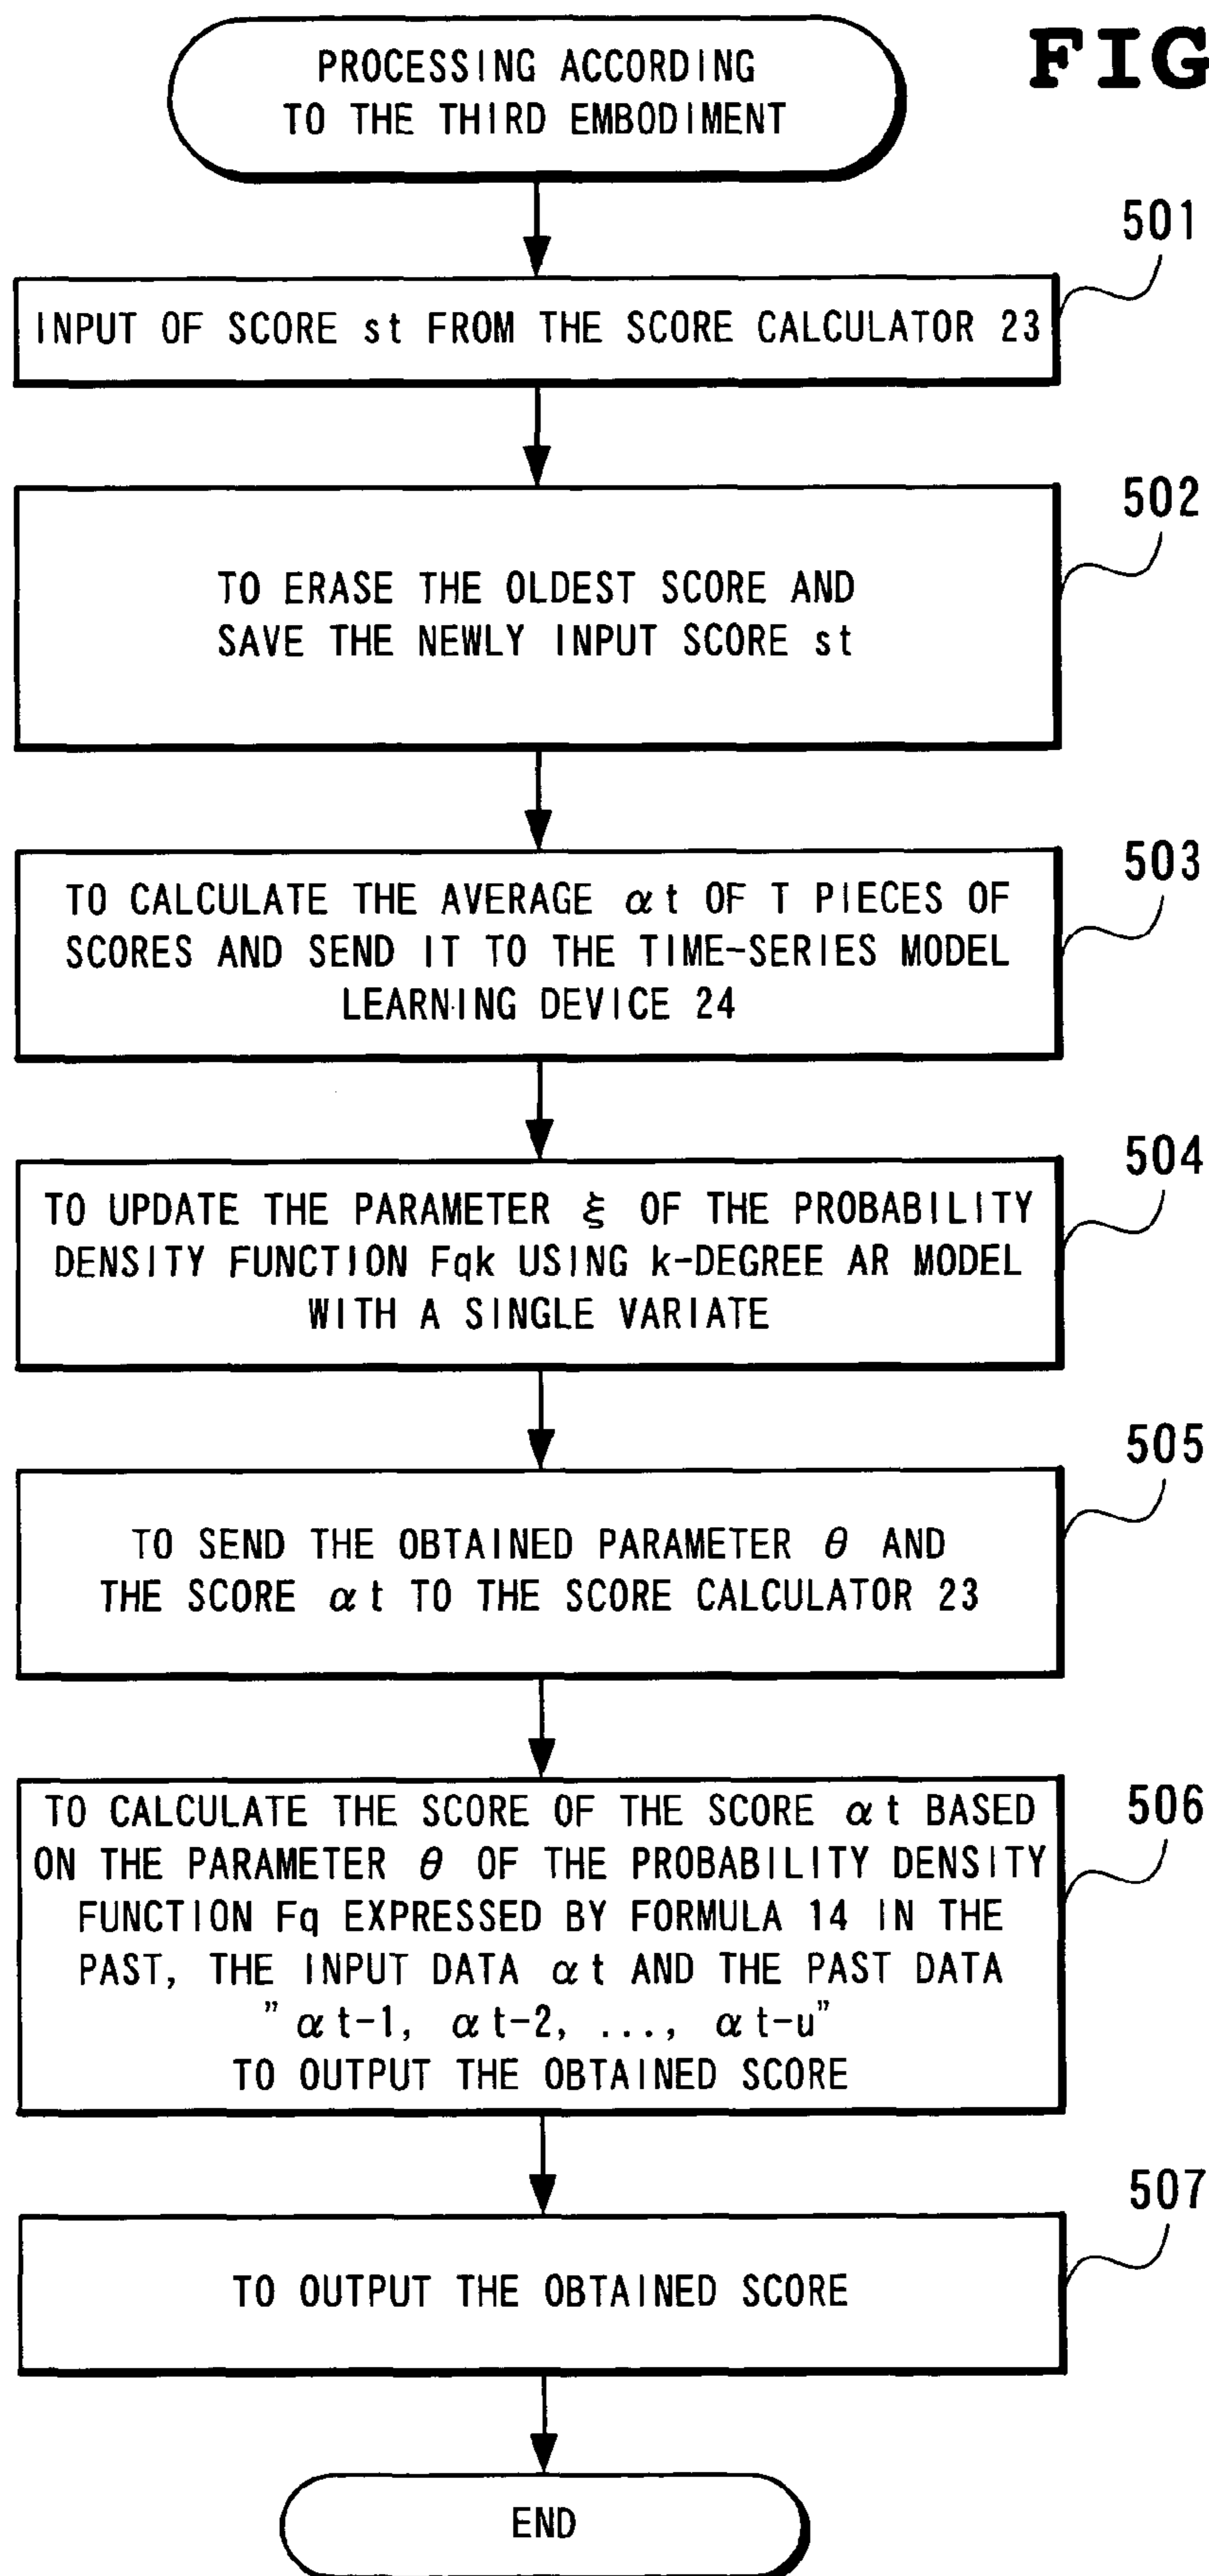 FIG
PROCESSING ACCORDING
TO THE THIRD EMBODIMENT
501
INPUT OF SCORE st FROM THE SCORE CALCULATOR 23
502
TO ERASE THE OLDEST SCORE AND
SAVE THE NEWLY INPUT SCORE st
503
TO CALCULATE THE AVERAGE αt OF T PIECES OF
SCORES AND SEND IT TO THE TIME-SERIES MODEL
LEARNING DEVICE 24
504
TO UPDATE THE PARAMETER ξ OF THE PROBABILITY
DENSITY FUNCTION Fqk USING k-DEGREE AR MODEL
WITH A SINGLE VARIATE
505
TO SEND THE OBTAINED PARAMETER θ AND
THE SCORE αt TO THE SCORE CALCULATOR 23
506
TO CALCULATE THE SCORE OF THE SCORE αt BASED
ON THE PARAMETER θ OF THE PROBABILITY DENSITY
FUNCTION Fq EXPRESSED BY FORMULA 14 IN THE
PAST, THE INPUT DATA αt AND THE PAST DATA
"αt-1, αt-2, ..., αt-u"
TO OUTPUT THE OBTAINED SCORE
507
TO OUTPUT THE OBTAINED SCORE
END